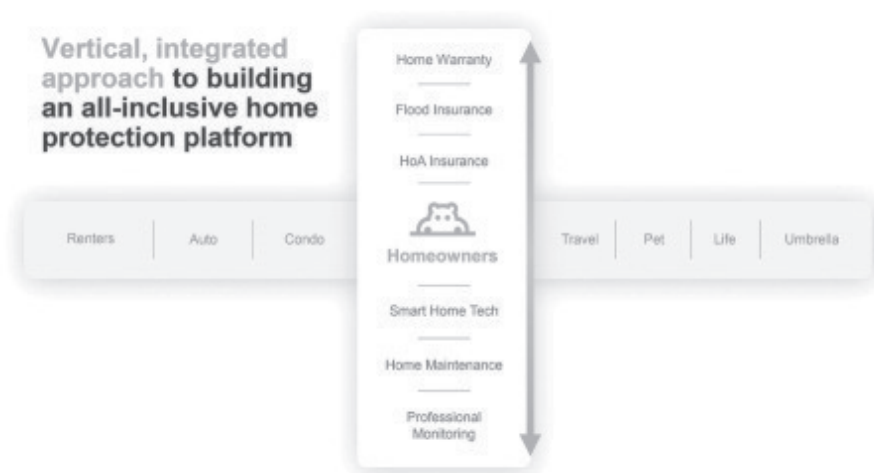 Vertical, integrated
approach to building
an all-inclusive home
protection platform
Home Warranty
Flood Insurance
HoA Insurance
Homeowners
Smart Home Tech
Home Maintenance
Professional
Monitoring
Renters
Auto
Condo
Travel
Pet
Life
Umbrella